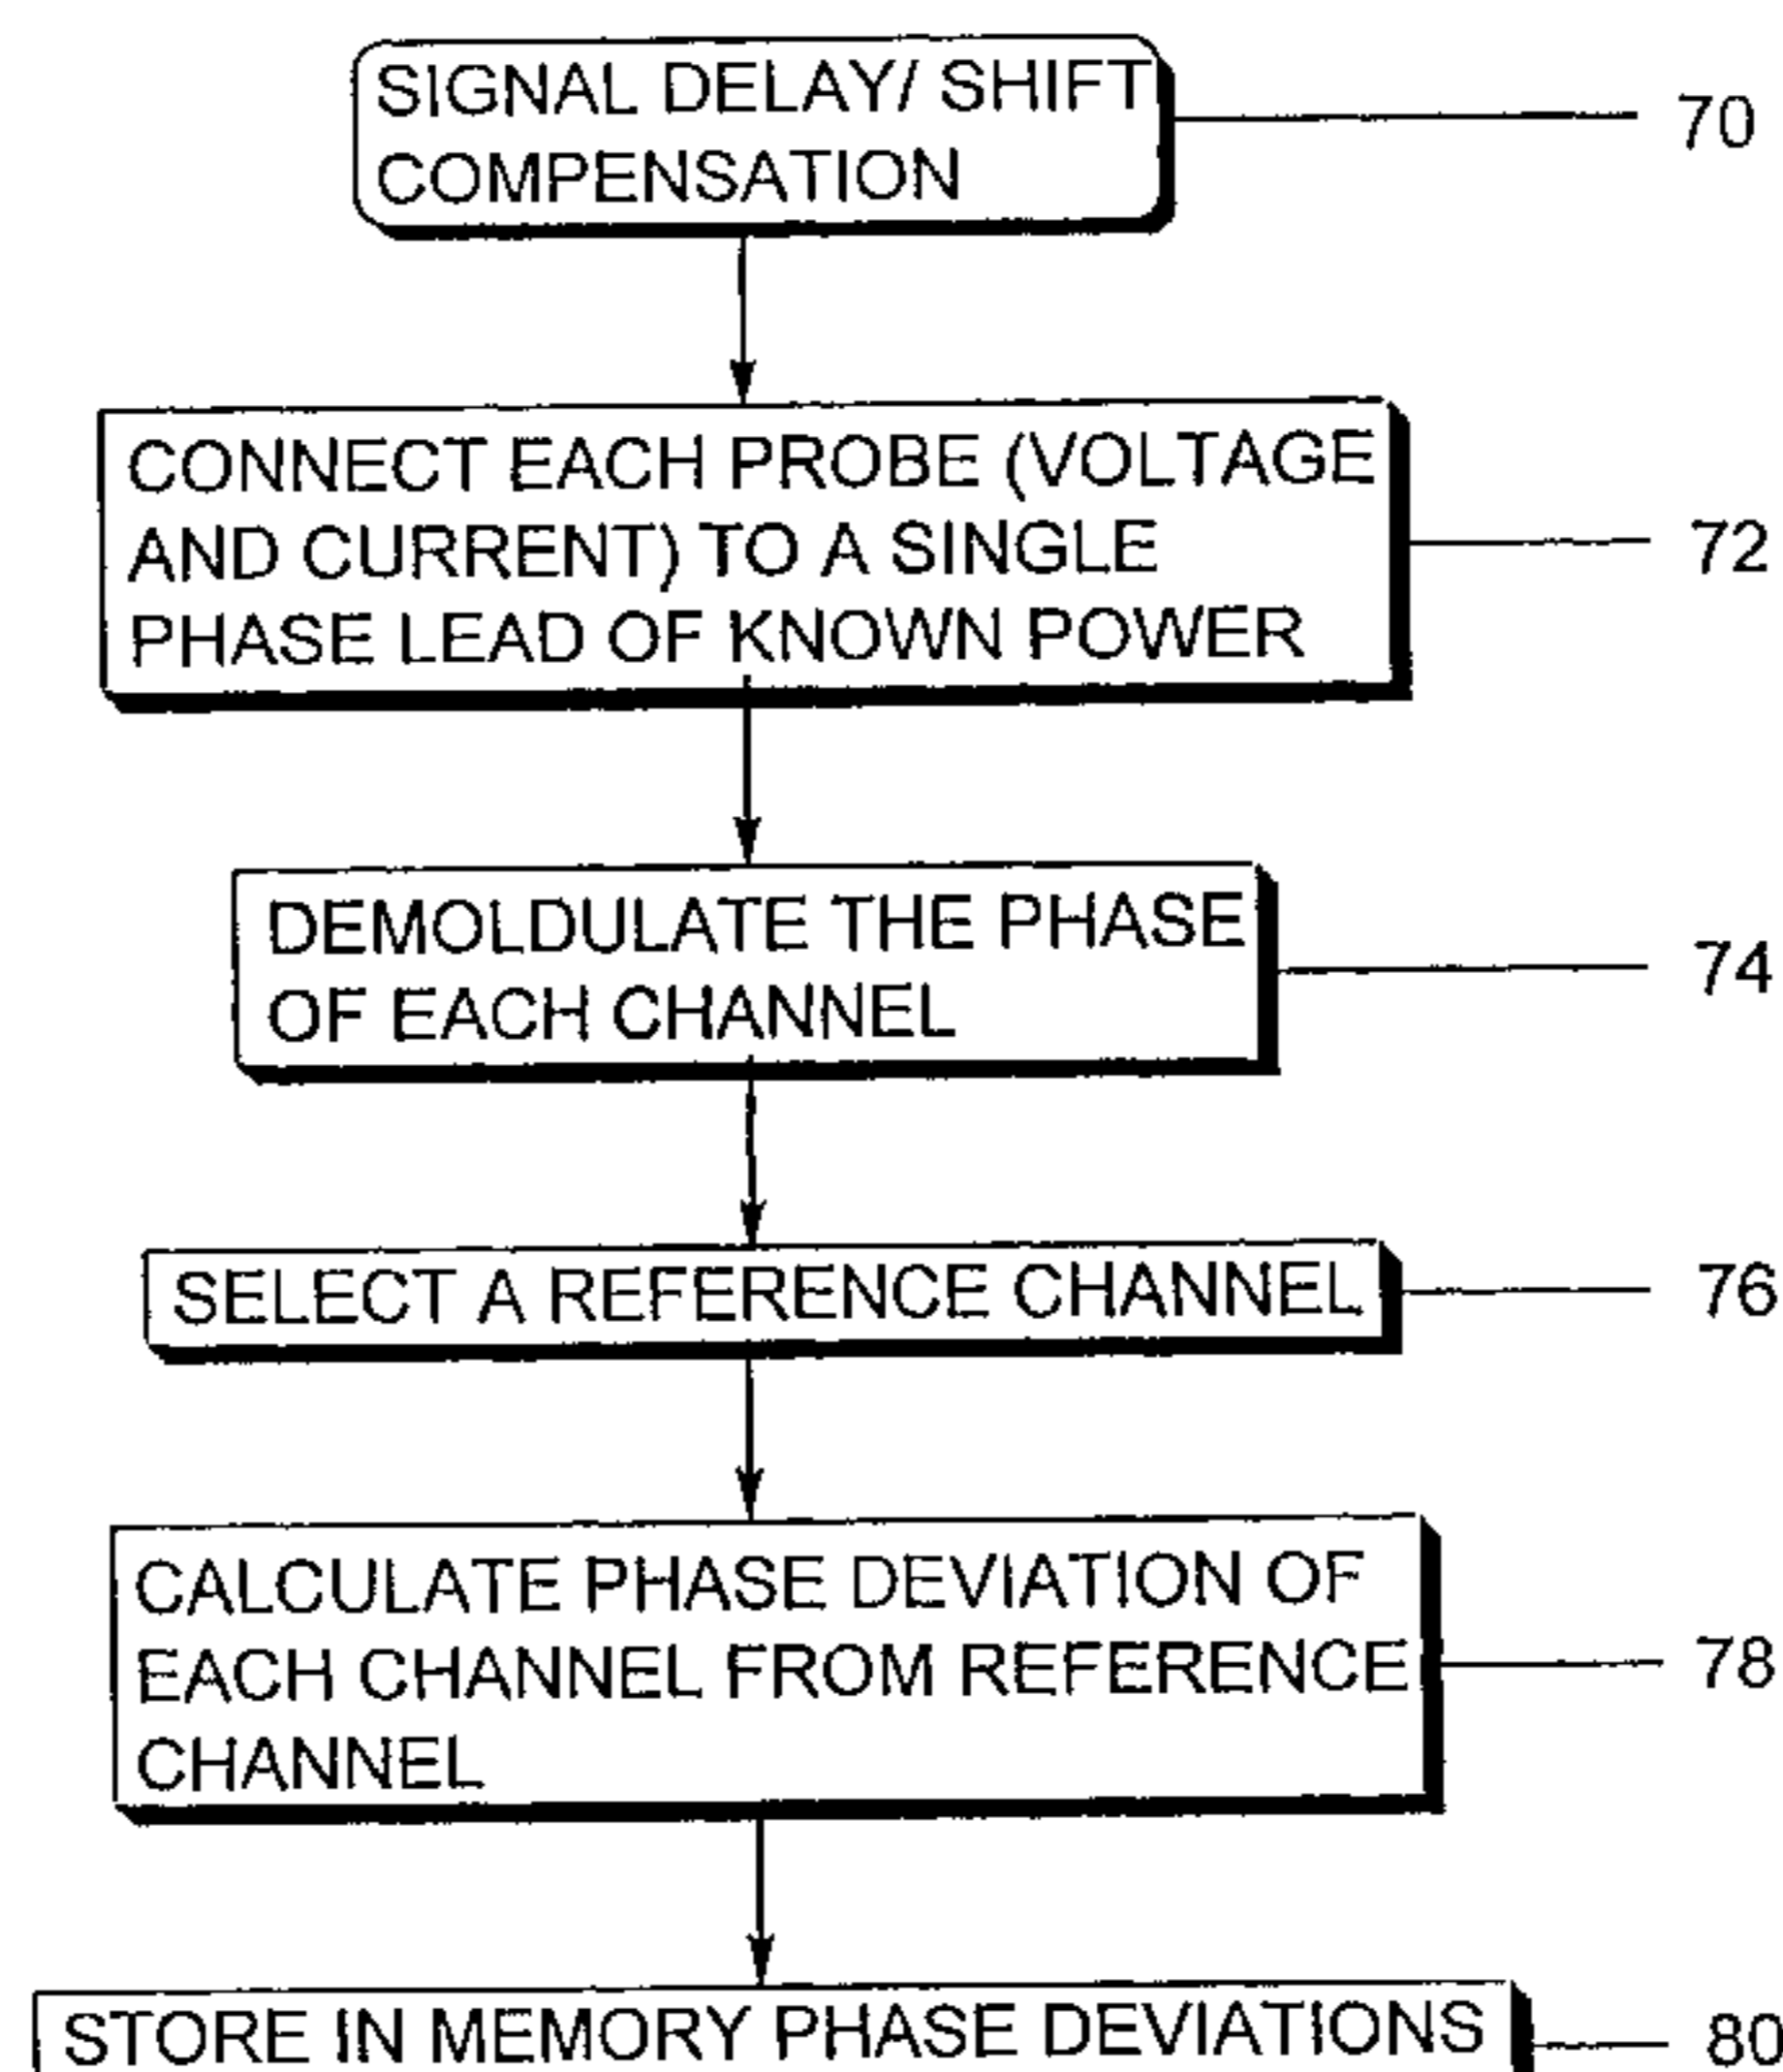 SIGNAL DELAY/ SHIFT
COMPENSATION
70
CONNECT EACH PROBE (VOLTAGE
AND CURRENT) TO A SINGLE
PHASE LEAD OF KNOWN POWER
72
DEMOLDULATE THE PHASE
OF EACH CHANNEL
74
SELECT A REFERENCE CHANNEL
76
CALCULATE PHASE DEVIATION OF
EACH CHANNEL FROM REFERENCE
CHANNEL
78
STORE IN MEMORY PHASE DEVIATIONS
80